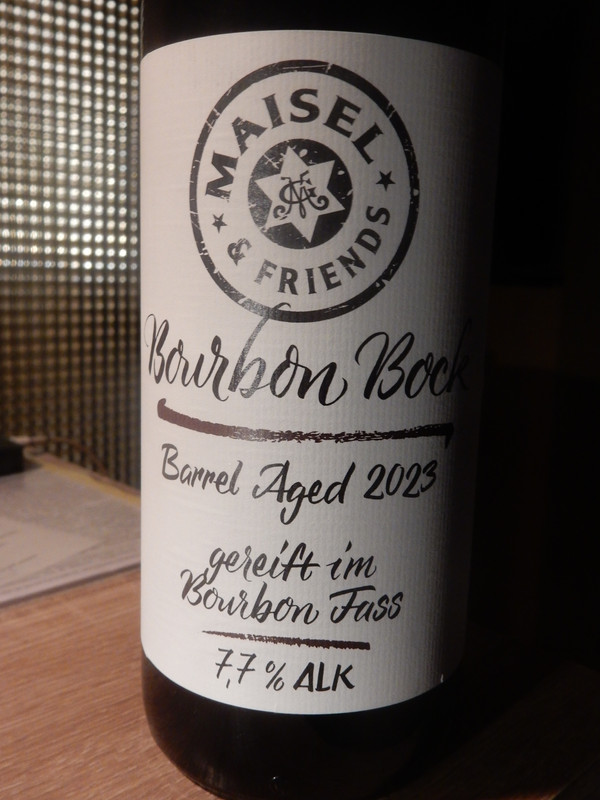 MAISEL
& FRIENDS
Bourbon Bock
Barrel Aged 2023
gereift im
Bourbon Fass
7,7 % ALK